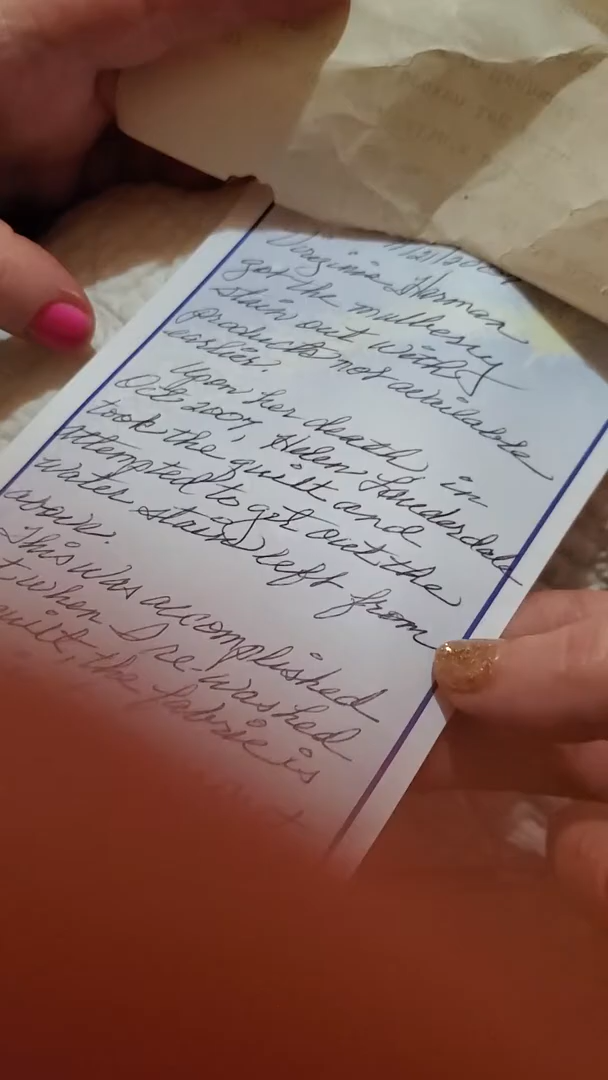 Virginia Herman
got the mulberry
stain out with
products not available
earlier.
Upon her death, in
Oct. 2007, Helen Lauderdale
took the quilt and
attempted to get out the
water stain left from
above.
This was accomplished
when I re-washed
quilt, the fabric is